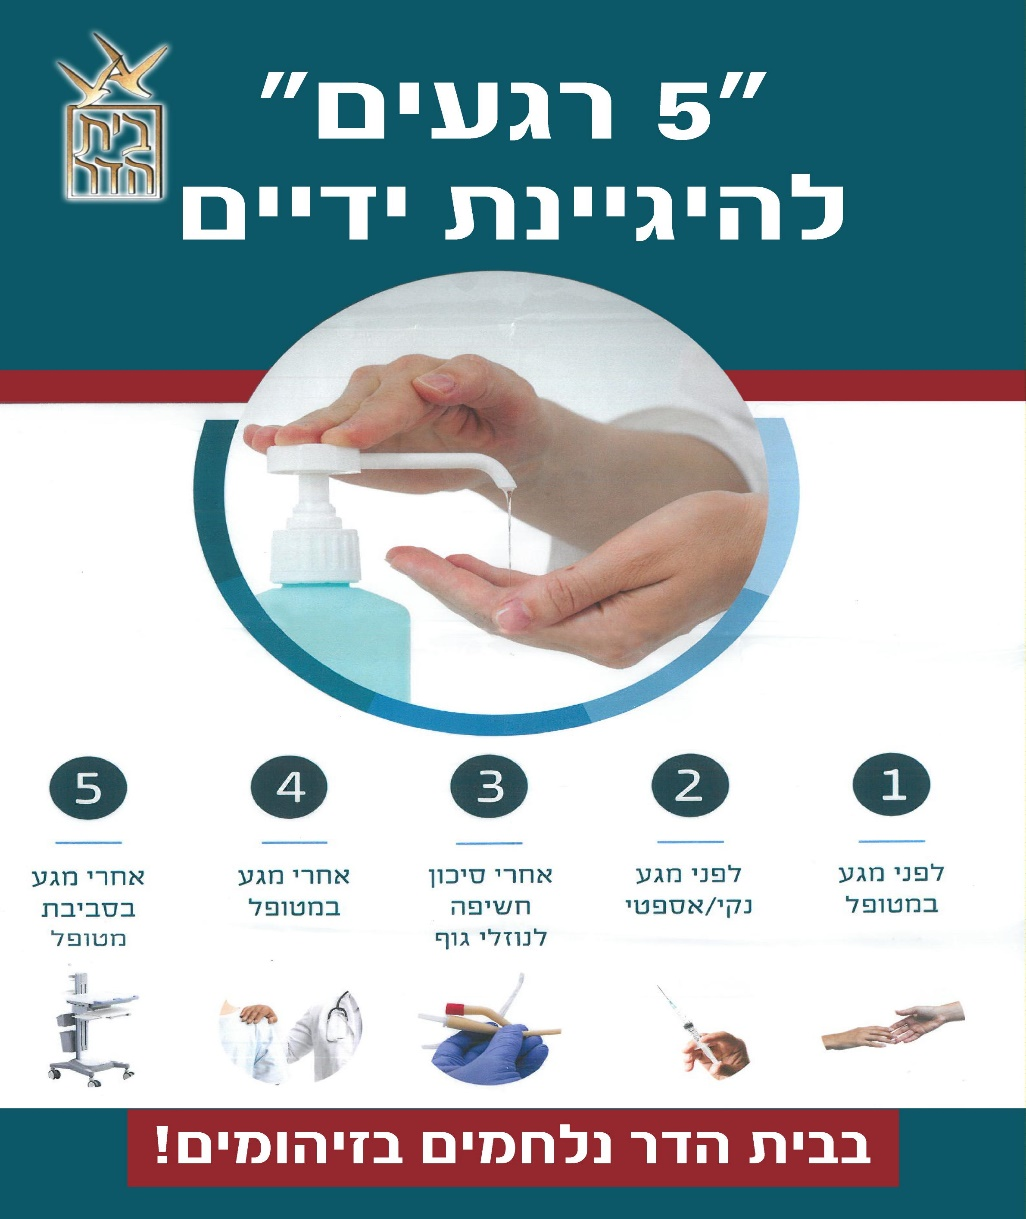 בית
הדר
"5 רגעים"
להיגיינת ידיים
1
לפני מגע
במטופל
2
לפני מגע
נקי/אספטי
3
אחרי סיכון
חשיפה
לנוזלי גוף
4
אחרי מגע
במטופל
5
אחרי מגע
בסביבת
מטופל
בבית הדר נלחמים בזיהומים!